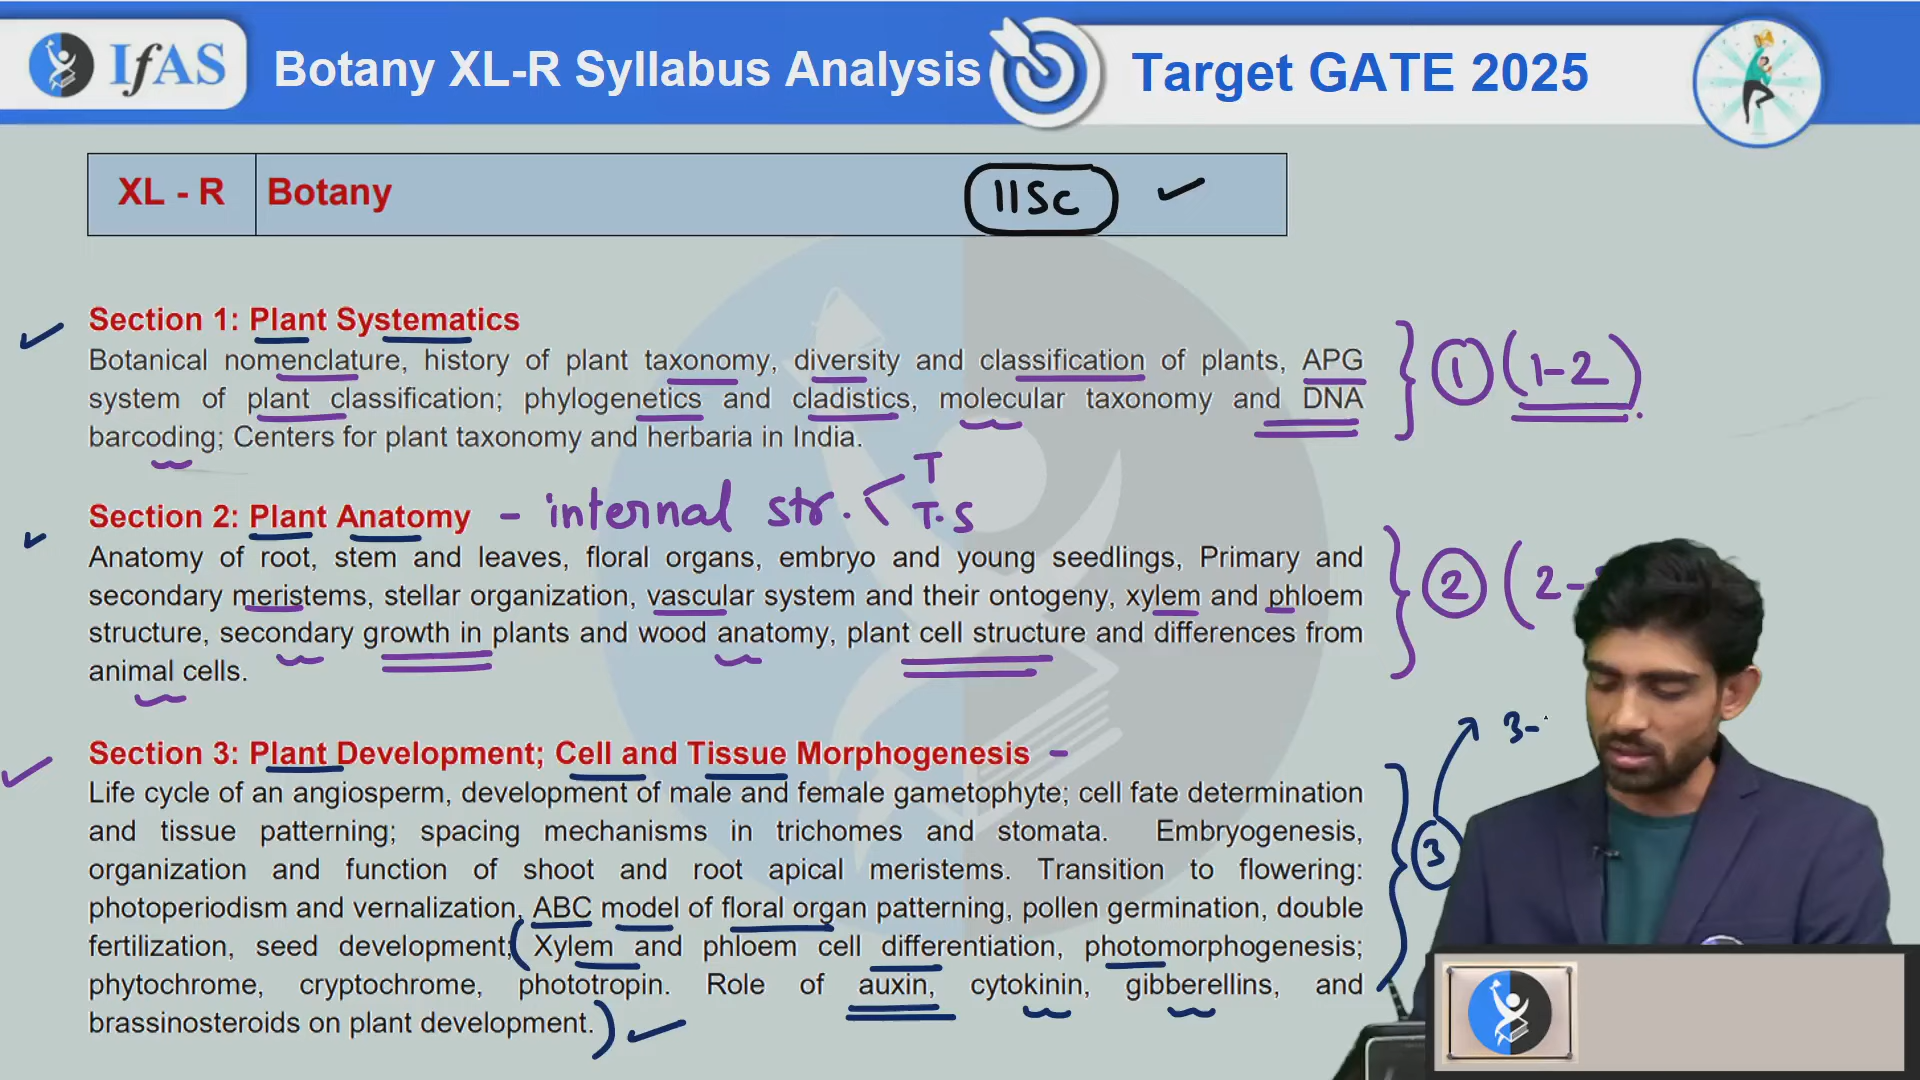 IfAS
Botany XL-R Syllabus Analysis
Target GATE 2025
XL - R
Botany
IISc
Section 1: Plant Systematics
Botanical nomenclature, history of plant taxonomy, diversity and classification of plants, APG
system of plant classification; phylogenetics and cladistics, molecular taxonomy and DNA
barcoding; Centers for plant taxonomy and herbaria in India.
1 (1-2)
Section 2: Plant Anatomy - internal str.
T
T.S
Anatomy of root, stem and leaves, floral organs, embryo and young seedlings, Primary and
secondary meristems, stellar organization, vascular system and their ontogeny, xylem and phloem
structure, secondary growth in plants and wood anatomy, plant cell structure and differences from
animal cells.
2 (2-
Section 3: Plant Development; Cell and Tissue Morphogenesis -
Life cycle of an angiosperm, development of male and female gametophyte; cell fate determination
and tissue patterning; spacing mechanisms in trichomes and stomata. Embryogenesis,
organization and function of shoot and root apical meristems. Transition to flowering:
photoperiodism and vernalization, ABC model of floral organ patterning, pollen germination, double
fertilization, seed development; (Xylem and phloem cell differentiation, photomorphogenesis;
phytochrome, cryptochrome, phototropin. Role of auxin, cytokinin, gibberellins, and
brassinosteroids on plant development.)
3
3-